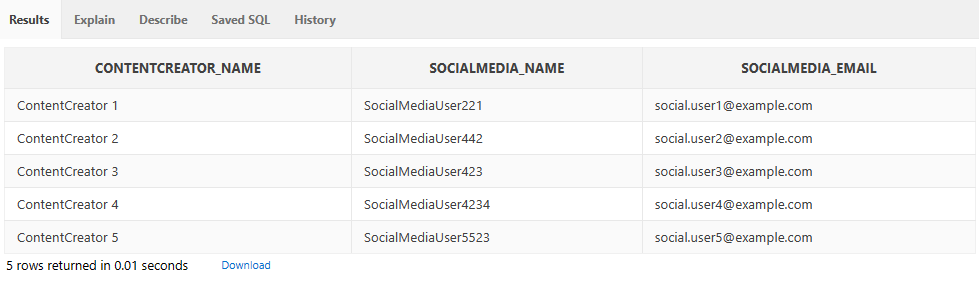 Results Explain Describe Saved SQL History
CONTENTCREATOR_NAME SOCIALMEDIA_NAME SOCIALMEDIA_EMAIL
ContentCreator 1 SocialMediaUser221 social.user1@example.com
ContentCreator 2 SocialMediaUser442 social.user2@example.com
ContentCreator 3 SocialMediaUser423 social.user3@example.com
ContentCreator 4 SocialMediaUser4234 social.user4@example.com
ContentCreator 5 SocialMediaUser5523 social.user5@example.com
5 rows returned in 0.01 seconds Download